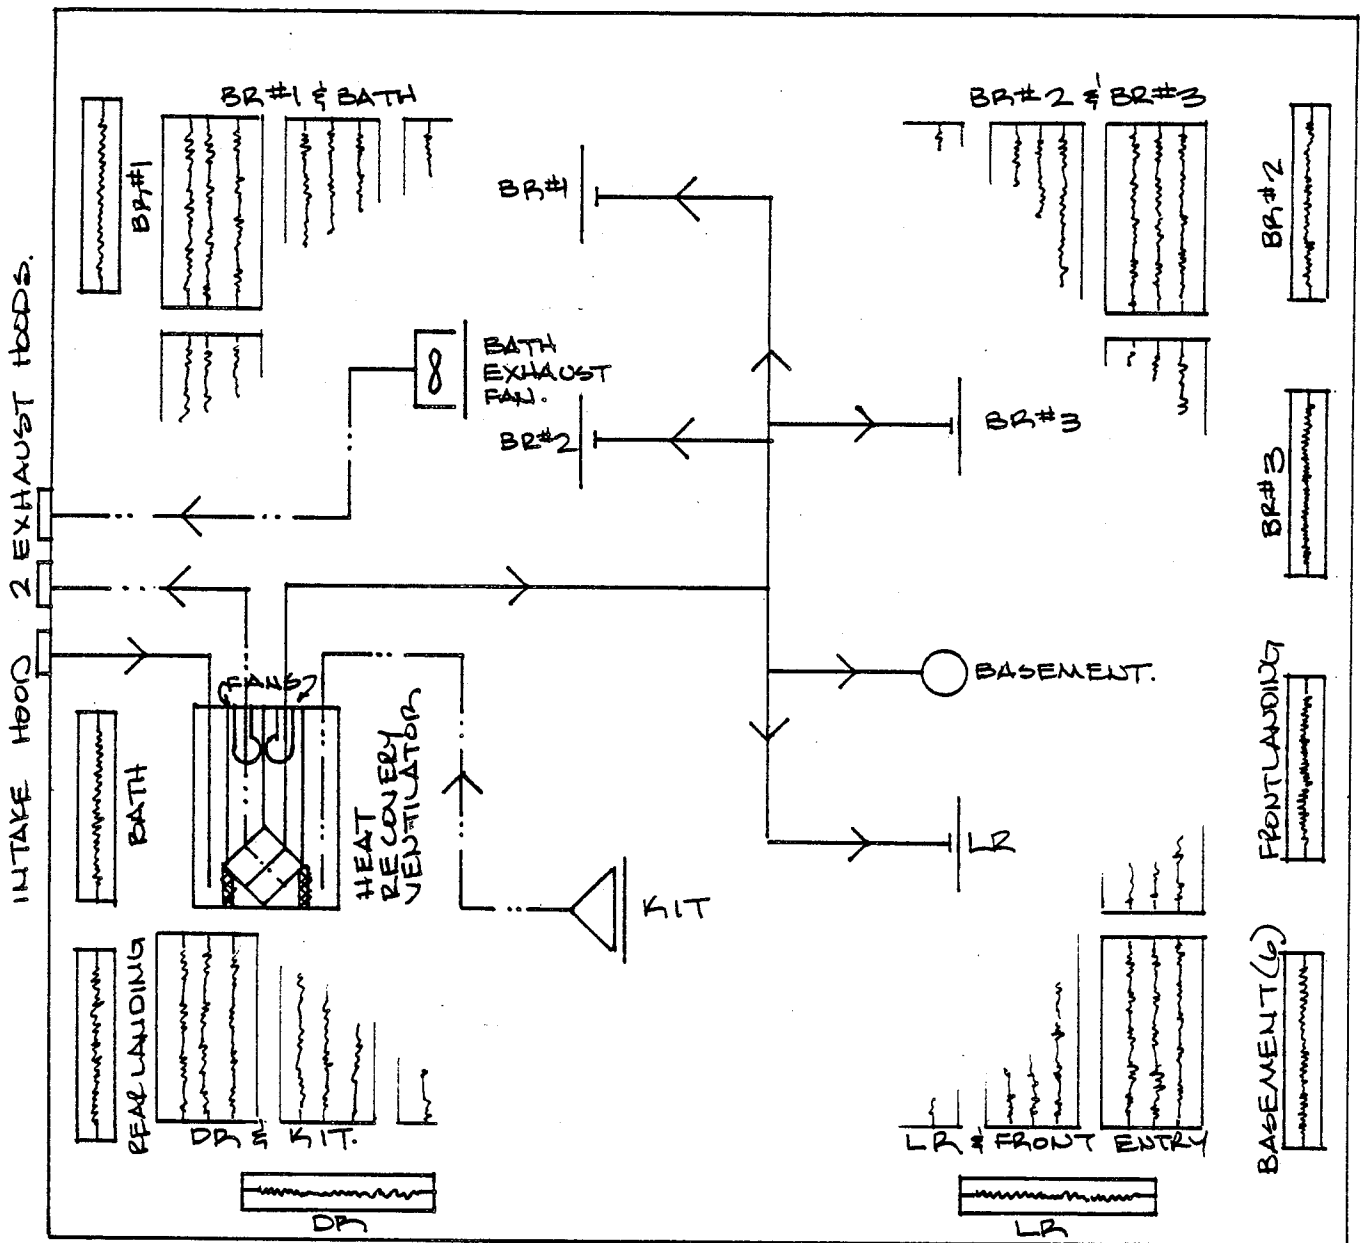 INTAKE HOOD 2 EXHAUST HOODS.
BR#1 & BATH
BR#2 & BR#3
BR#1
BR#1
BR#2
BATH
EXHAUST
FAN.
BR#2
BR#3
BR#3
FANS
BASEMENT.
FRONT LANDING
BATH
HEAT
RECOVERY
VENTILATOR
LR
KIT
REAR LANDING
BASEMENT(6)
DR & KIT.
LR & FRONT ENTRY
DR
LR